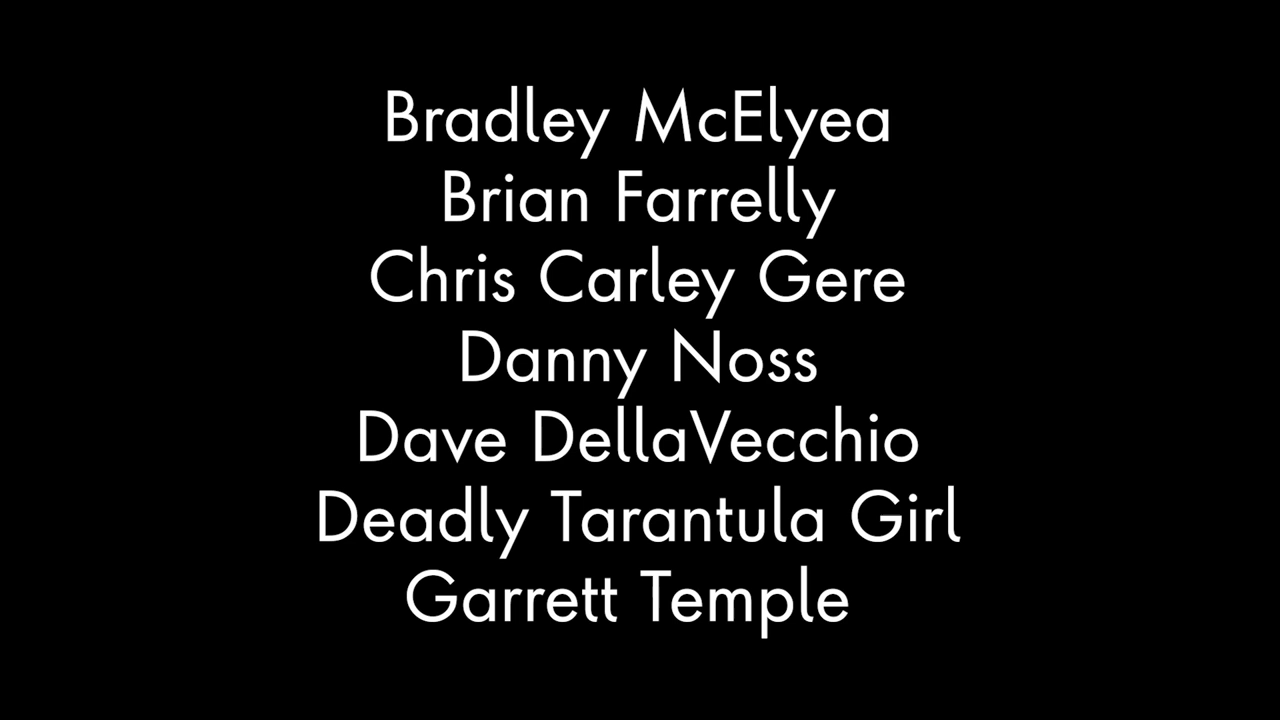 Bradley McElyea
Brian Farrelly
Chris Carley Gere
Danny Noss
Dave DellaVecchio
Deadly Tarantula Girl
Garrett Temple